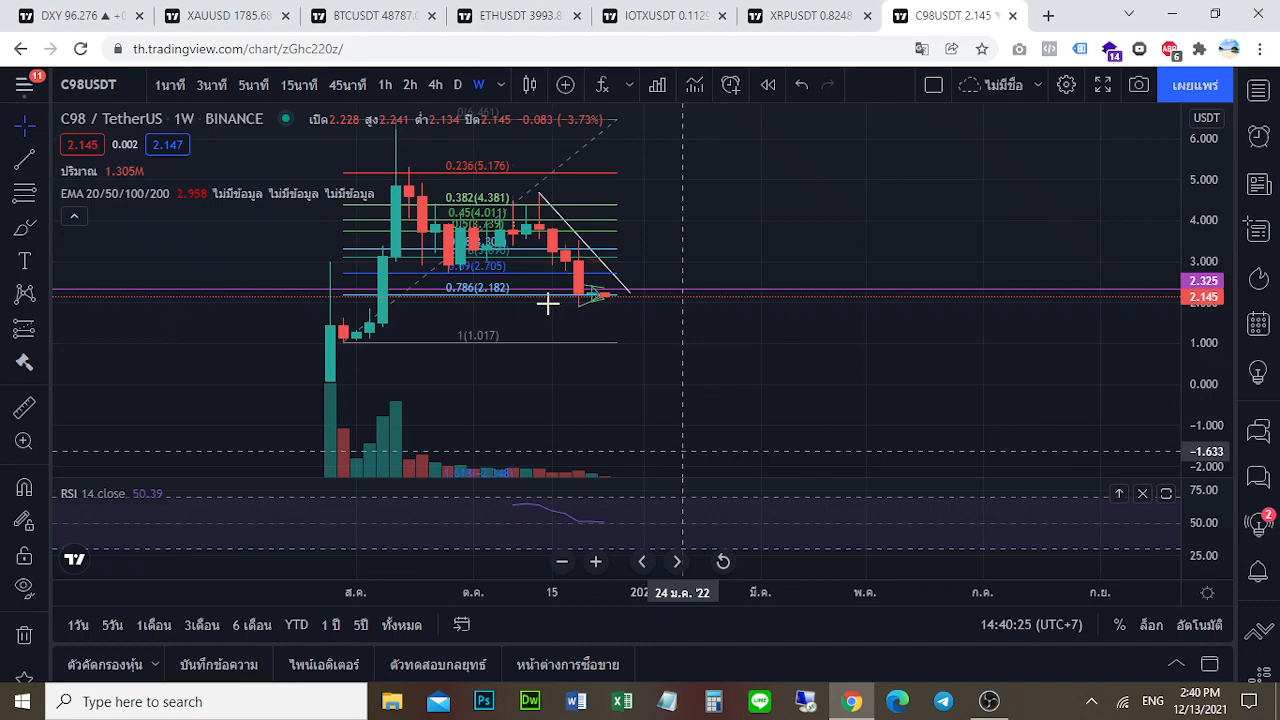 DXY 96.276 ▲ +0
XAUUSD 1785.68
BTCUSD 48787.0
ETHUSDT 3993.8
IOTXUSDT 0.1129
XRPUSDT 0.8248
C98USDT 2.145 ▼
th.tradingview.com/chart/zGhc220z/
14
6
11
C98USDT
1นาที 3นาที 5นาที 15นาที 45นาที 1h 2h 4h D W
ไม่มีชื่อ
เผยแพร่
C98 / TetherUS · 1W · BINANCE
เปิด2.228 สูง2.241 ต่ำ2.134 ปิด2.145 −0.083 (−3.73%)
0(6.461)
USDT
2.145 0.002 2.147
ปริมาณ 1.305M
EMA 20/50/100/200 2.958 ไม่มีข้อมูล ไม่มีข้อมูล ไม่มีข้อมูล
0.236(5.176)
0.382(4.381)
0.45(4.011)
2.705)
0.786(2.182)
1(1.017)
6.000
5.000
4.000
3.000
2.325
2.145
1.000
0.000
−1.000
−1.633
−2.000
RSI 14 close 50.39
75.00
50.00
25.00
2
ส.ค. ต.ค. 15 202 24 ม.ค. '22 มี.ค. พ.ค. ก.ค. ก.ย.
1วัน 5วัน 1เดือน 3เดือน 6 เดือน YTD 1 ปี 5ปี ทั้งหมด
14:40:25 (UTC+7) % ล็อก อัตโนมัติ
ตัวคัดกรองหุ้น บันทึกข้อความ ไพน์เอดิเตอร์ ตัวทดสอบกลยุทธ์ หน้าต่างการซื้อขาย
Type here to search
Ps
Dw
ENG
2:40 PM
12/13/2021